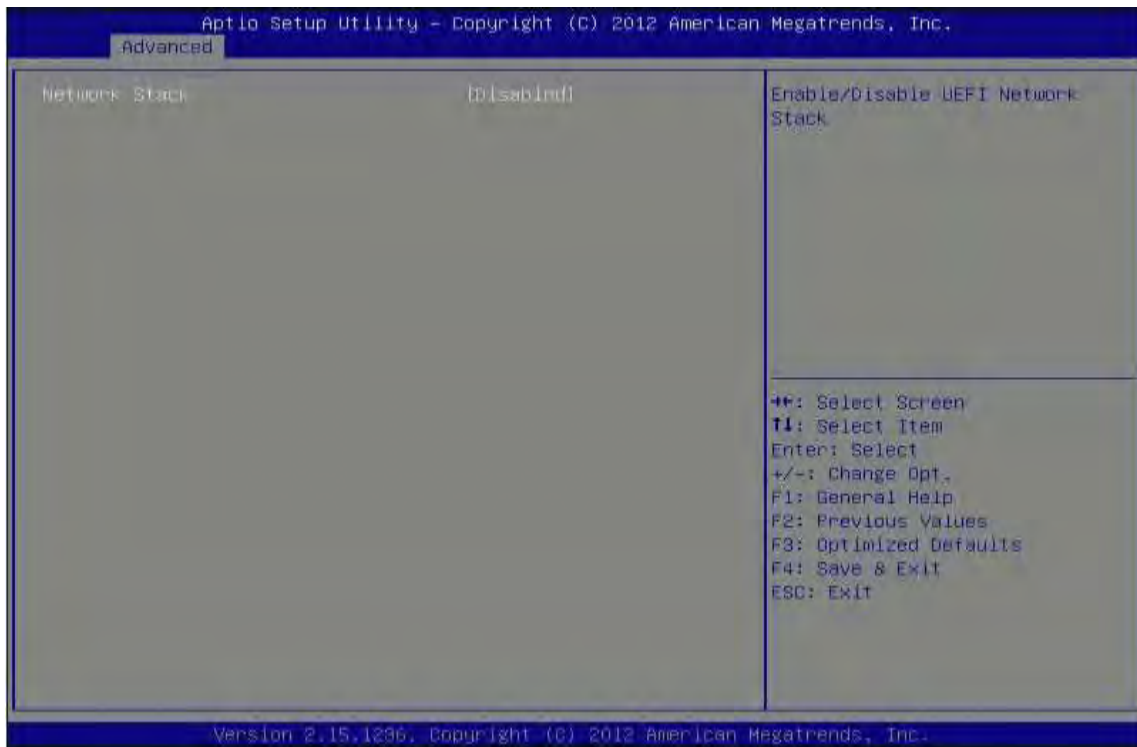 Aptio Setup Utility – Copyright (C) 2012 American Megatrends, Inc.
Advanced
Network Stack [Disablnd]
Enable/Disable UEFI Network
Stack
→←: Select Screen
↑↓: Select Item
Enter: Select
+/-: Change Opt.
F1: General Help
F2: Previous Values
F3: Optimized Defaults
F4: Save & Exit
ESC: Exit
Version 2.15.1236. Copyright (C) 2012 American Megatrends, Inc.